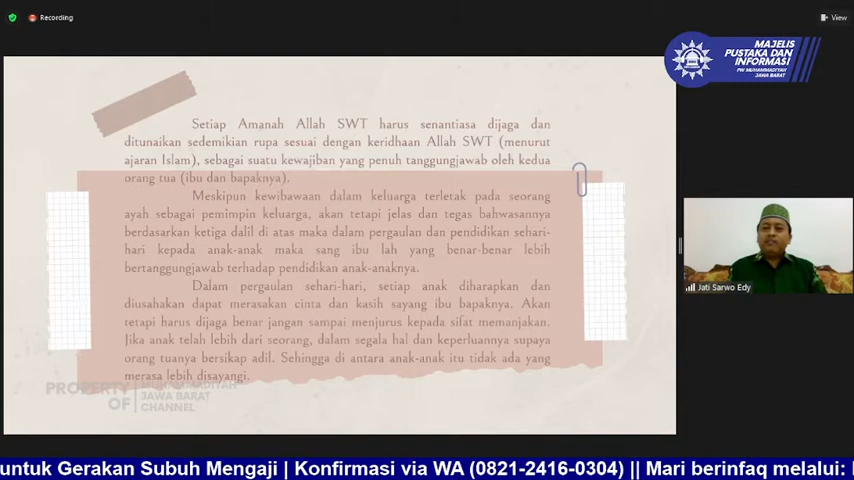 Recording
View
MAJELIS
PUSTAKA DAN
INFORMASI
PW MUHAMMADIYAH
JAWA BARAT
Setiap Amanah Allah SWT harus senantiasa dijaga dan
ditunaikan sedemikian rupa sesuai dengan keridhaan Allah SWT (menurut
ajaran Islam), sebagai suatu kewajiban yang penuh tanggungjawab oleh kedua
orang tua (ibu dan bapaknya).
Meskipun kewibawaan dalam keluarga terletak pada seorang
ayah sebagai pemimpin keluarga, akan tetapi jelas dan tegas bahwasannya
berdasarkan ketiga dalil di atas maka dalam pergaulan dan pendidikan sehari-
hari kepada anak-anak maka sang ibu lah yang benar-benar lebih
bertanggungjawab terhadap pendidikan anak-anaknya.
Dalam pergaulan sehari-hari, setiap anak diharapkan dan
diusahakan dapat merasakan cinta dan kasih sayang ibu bapaknya. Akan
tetapi harus dijaga benar jangan sampai menjurus kepada sifat memanjakan.
Jika anak telah lebih dari seorang, dalam segala hal dan keperluannya supaya
orang tuanya bersikap adil. Sehingga di antara anak-anak itu tidak ada yang
merasa lebih disayangi.
PROPERTY OF
MUHAMMADIYAH
JAWA BARAT
CHANNEL
Jati Sarwo Edy
untuk Gerakan Subuh Mengaji | Konfirmasi via WA (0821-2416-0304) || Mari berinfaq melalui: